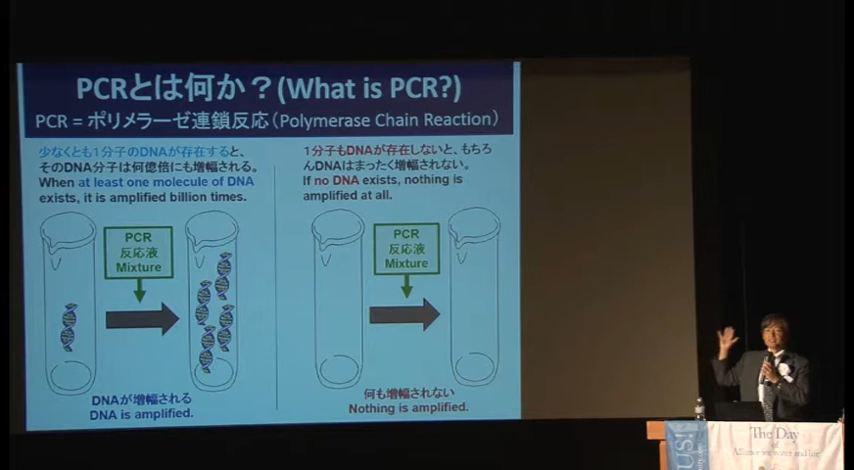 PCRとは何か？(What is PCR?)
PCR = ポリメラーゼ連鎖反応（Polymerase Chain Reaction）
少なくとも1分子のDNAが存在すると、
そのDNA分子は何億倍にも増幅される。
When at least one molecule of DNA
exists, it is amplified billion times.
PCR
反応液
Mixture
DNAが増幅される
DNA is amplified.
1分子もDNAが存在しないと、もちろ
んDNAはまったく増幅されない。
If no DNA exists, nothing is
amplified at all.
PCR
反応液
Mixture
何も増幅されない
Nothing is amplified.
The Day
of
Alliance for water and life